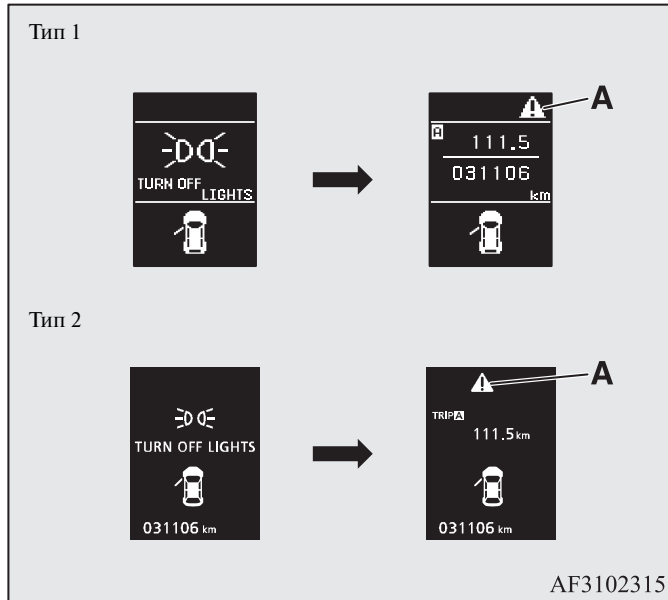 Тип 1
TURN OFF
LIGHTS
A
A
111.5
031106
km
Тип 2
TURN OFF LIGHTS
031106 km
A
TRIP A
111.5 km
031106 km
AF3102315